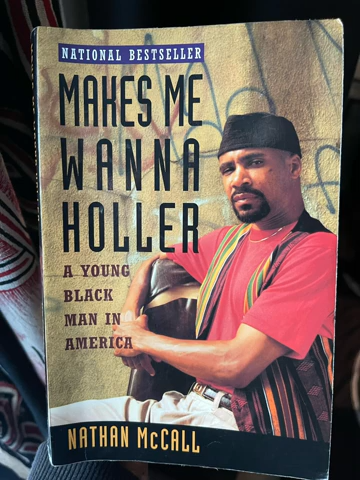 NATIONAL BESTSELLER
MAKES ME
WANNA
HOLLER
A YOUNG
BLACK
MAN IN
AMERICA
NATHAN McCALL